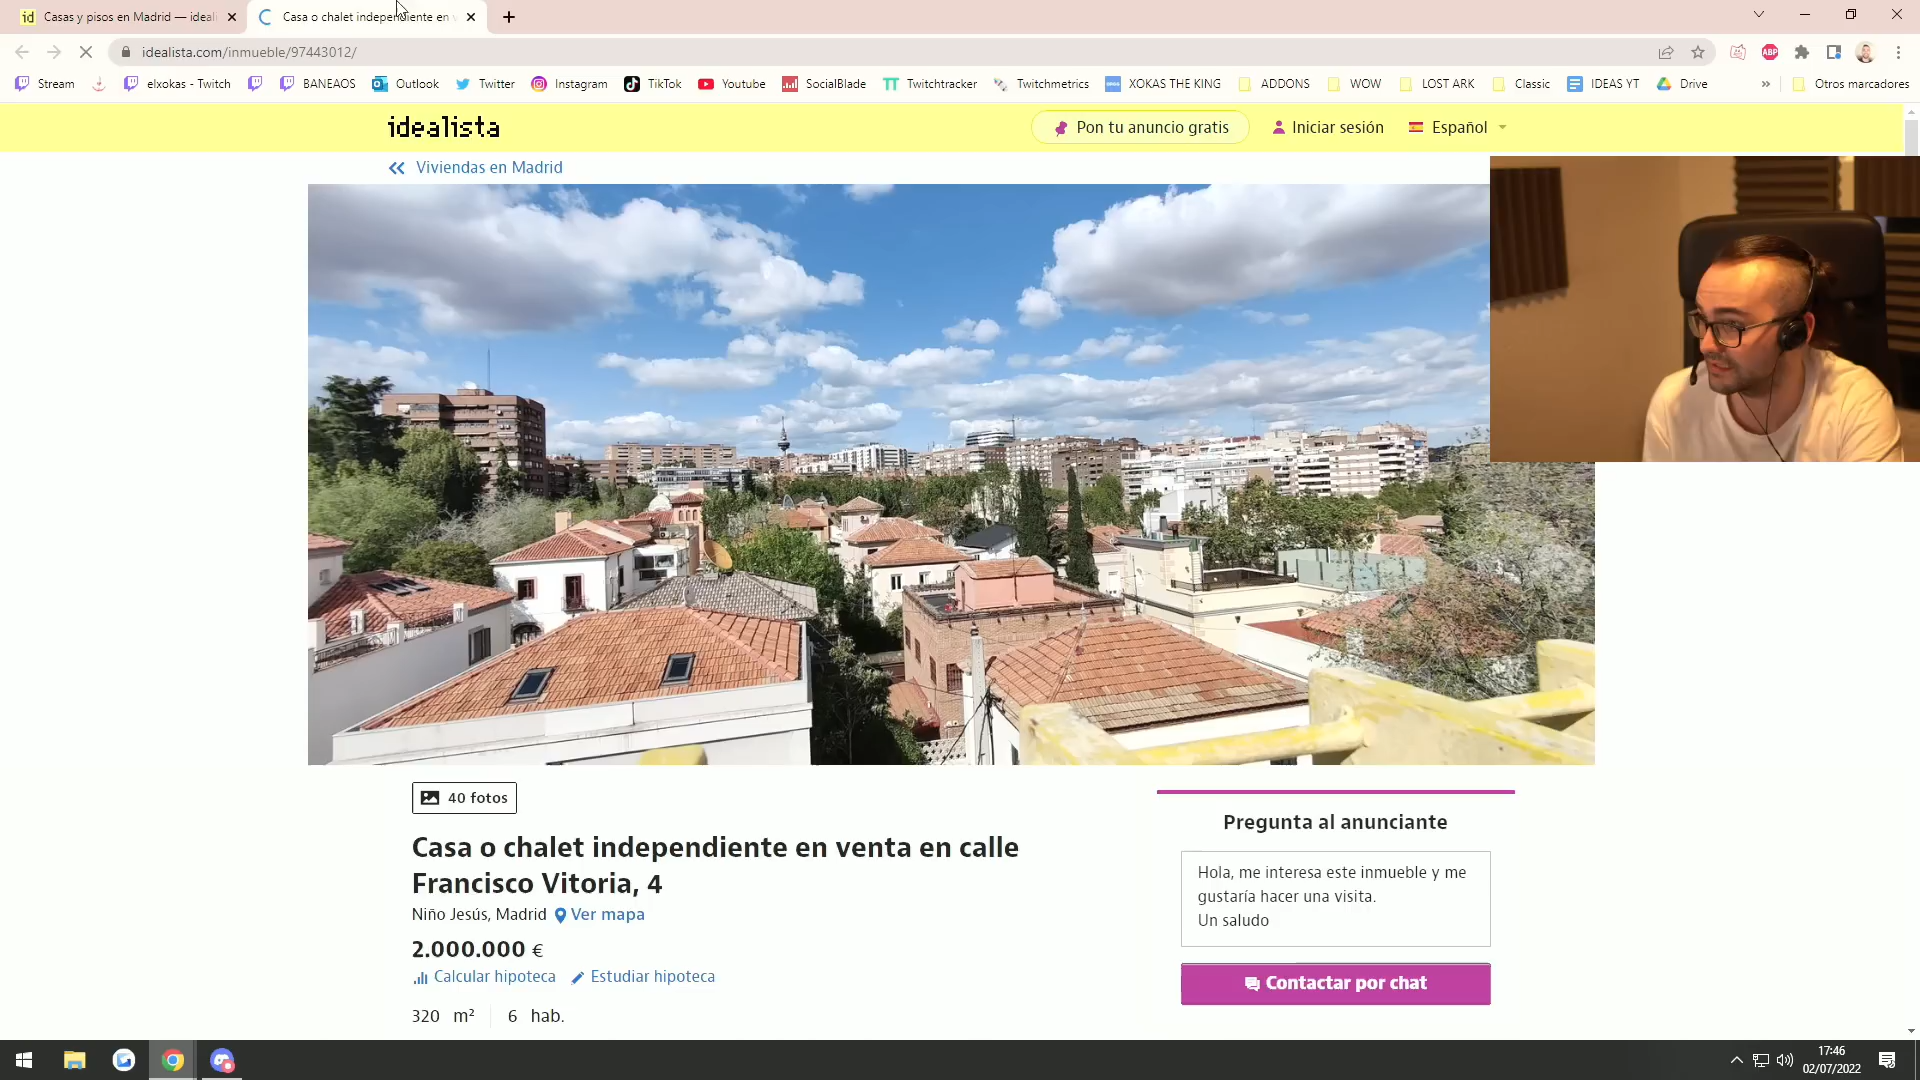 Casas y pisos en Madrid — ideali
Casa o chalet independiente en v
idealista.com/inmueble/97443012/
ABP
Stream
elxokas - Twitch
BANEAOS
Outlook
Twitter
Instagram
TikTok
Youtube
SocialBlade
Twitchtracker
Twitchmetrics
XOKAS THE KING
ADDONS
WOW
LOST ARK
Classic
IDEAS YT
Drive
»
Otros marcadores
idealista
Pon tu anuncio gratis
Iniciar sesión
Español
Viviendas en Madrid
40 fotos
Casa o chalet independiente en venta en calle
Francisco Vitoria, 4
Niño Jesús, Madrid
Ver mapa
2.000.000 €
Calcular hipoteca
Estudiar hipoteca
320 m²
6 hab.
Pregunta al anunciante
Hola, me interesa este inmueble y me
gustaría hacer una visita.
Un saludo
Contactar por chat
17:46
02/07/2022